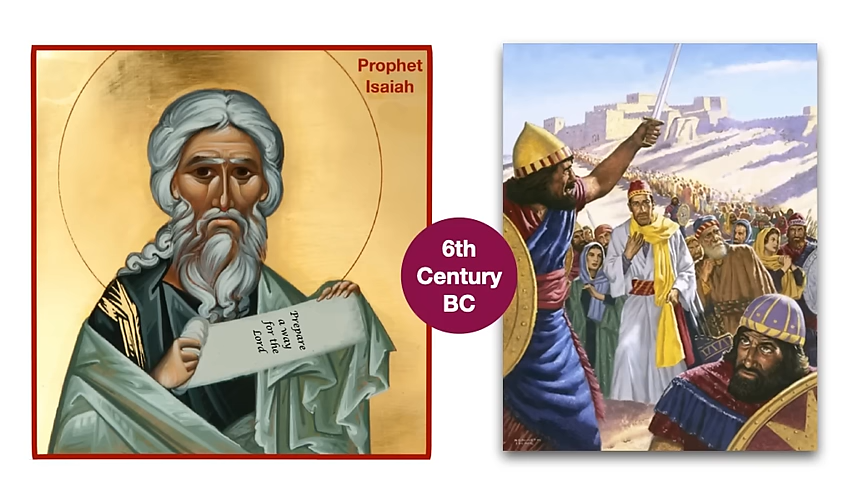 Prophet
Isaiah
6th
Century
BC
Prepare
a way
for the
Lord